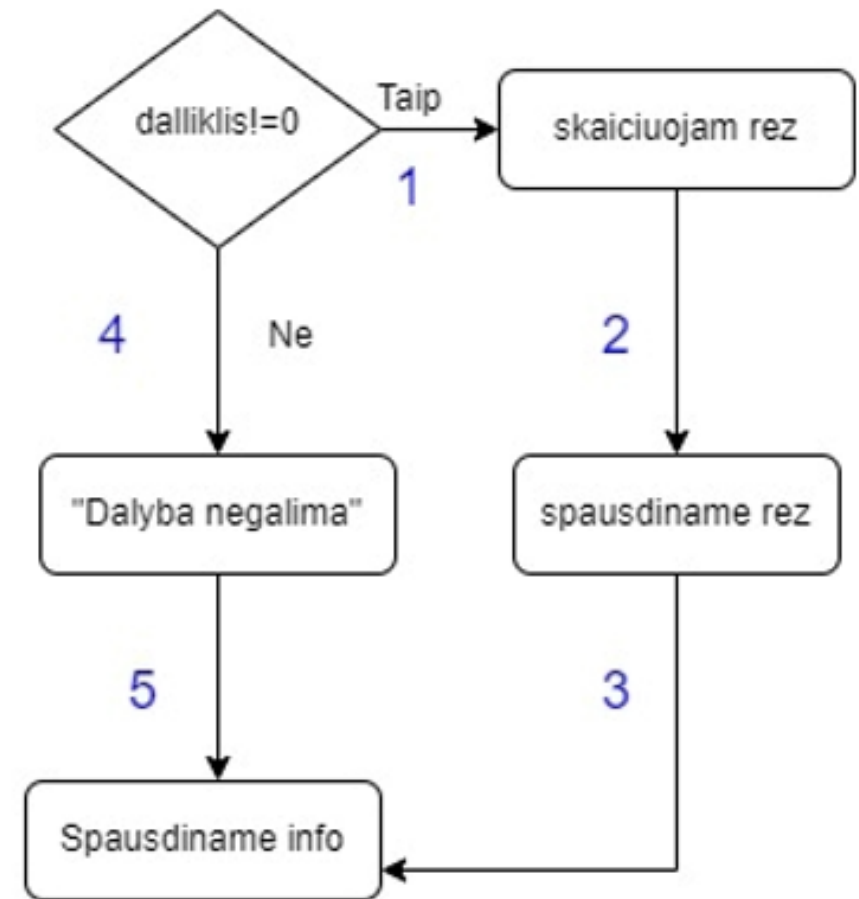 dalliklis!=0
Taip
1
skaiciuojam rez
4
Ne
2
"Dalyba negalima"
spausdiname rez
5
3
Spausdiname info